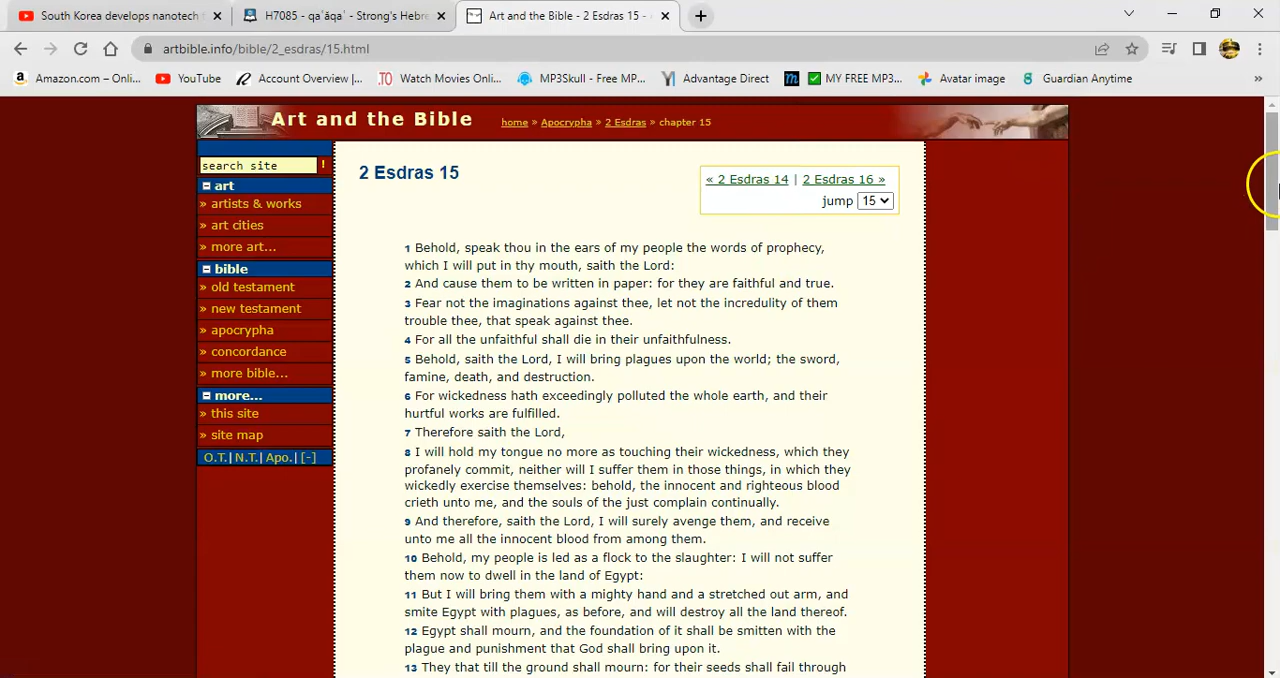 South Korea develops nanotech
H7085 - qaʾăqaʿ - Strong's Hebre
Art and the Bible - 2 Esdras 15 -
artbible.info/bible/2_esdras/15.html
Amazon.com – Onli...
YouTube
Account Overview |...
TO Watch Movies Onl...
MP3Skull - Free MP...
Advantage Direct
m MY FREE MP3...
Avatar image
Guardian Anytime
»
Art and the Bible
home » Apocrypha » 2 Esdras » chapter 15
search site !
art
» artists & works
» art cities
» more art...
bible
» old testament
» new testament
» apocrypha
» concordance
» more bible...
more...
» this site
» site map
O.T.| N.T.| Apo.| [-]
2 Esdras 15
« 2 Esdras 14 | 2 Esdras 16 »
jump 15
1 Behold, speak thou in the ears of my people the words of prophecy,
which I will put in thy mouth, saith the Lord:
2 And cause them to be written in paper: for they are faithful and true.
3 Fear not the imaginations against thee, let not the incredulity of them
trouble thee, that speak against thee.
4 For all the unfaithful shall die in their unfaithfulness.
5 Behold, saith the Lord, I will bring plagues upon the world; the sword,
famine, death, and destruction.
6 For wickedness hath exceedingly polluted the whole earth, and their
hurtful works are fulfilled.
7 Therefore saith the Lord,
8 I will hold my tongue no more as touching their wickedness, which they
profanely commit, neither will I suffer them in those things, in which they
wickedly exercise themselves: behold, the innocent and righteous blood
crieth unto me, and the souls of the just complain continually.
9 And therefore, saith the Lord, I will surely avenge them, and receive
unto me all the innocent blood from among them.
10 Behold, my people is led as a flock to the slaughter: I will not suffer
them now to dwell in the land of Egypt:
11 But I will bring them with a mighty hand and a stretched out arm, and
smite Egypt with plagues, as before, and will destroy all the land thereof.
12 Egypt shall mourn, and the foundation of it shall be smitten with the
plague and punishment that God shall bring upon it.
13 They that till the ground shall mourn: for their seeds shall fail through